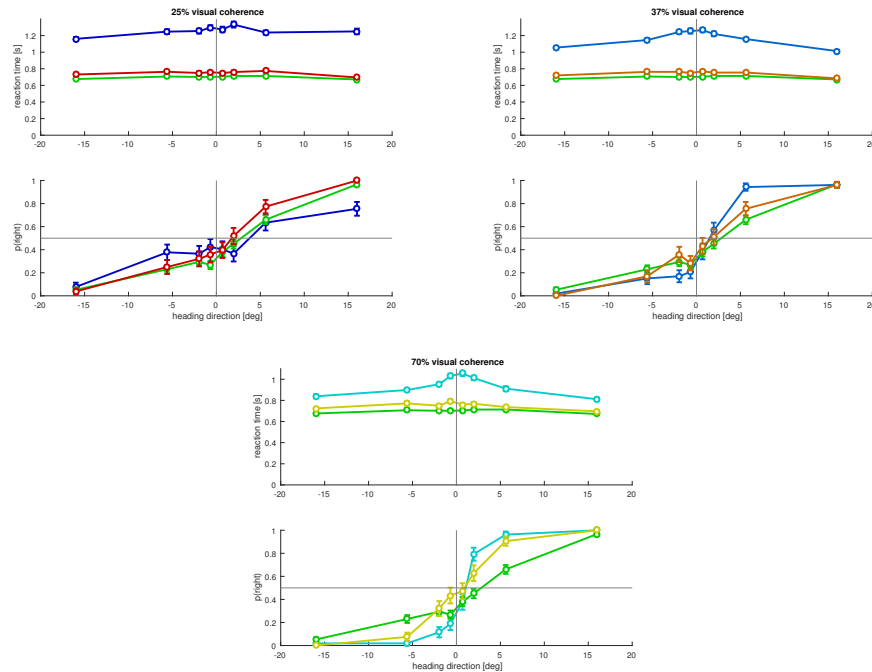 25% visual coherence
reaction time [s]
1.2
1
0.8
0.6
0.4
0.2
0
-20 -15 -10 -5 0 5 10 15 20
p(right)
1
0.8
0.6
0.4
0.2
0
-20 -15 -10 -5 0 5 10 15 20
heading direction [deg]
37% visual coherence
reaction time [s]
1.2
1
0.8
0.6
0.4
0.2
0
-20 -15 -10 -5 0 5 10 15 20
p(right)
1
0.8
0.6
0.4
0.2
0
-20 -15 -10 -5 0 5 10 15 20
heading direction [deg]
70% visual coherence
reaction time [s]
1
0.8
0.6
0.4
0.2
0
-20 -15 -10 -5 0 5 10 15 20
p(right)
1
0.8
0.6
0.4
0.2
0
-20 -15 -10 -5 0 5 10 15 20
heading direction [deg]